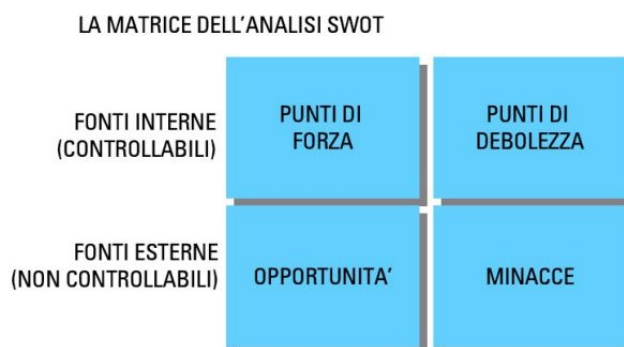 LA MATRICE DELL'ANALISI SWOT
FONTI INTERNE
(CONTROLLABILI)
PUNTI DI
FORZA
PUNTI DI
DEBOLEZZA
FONTI ESTERNE
(NON CONTROLLABILI)
OPPORTUNITA'
MINACCE